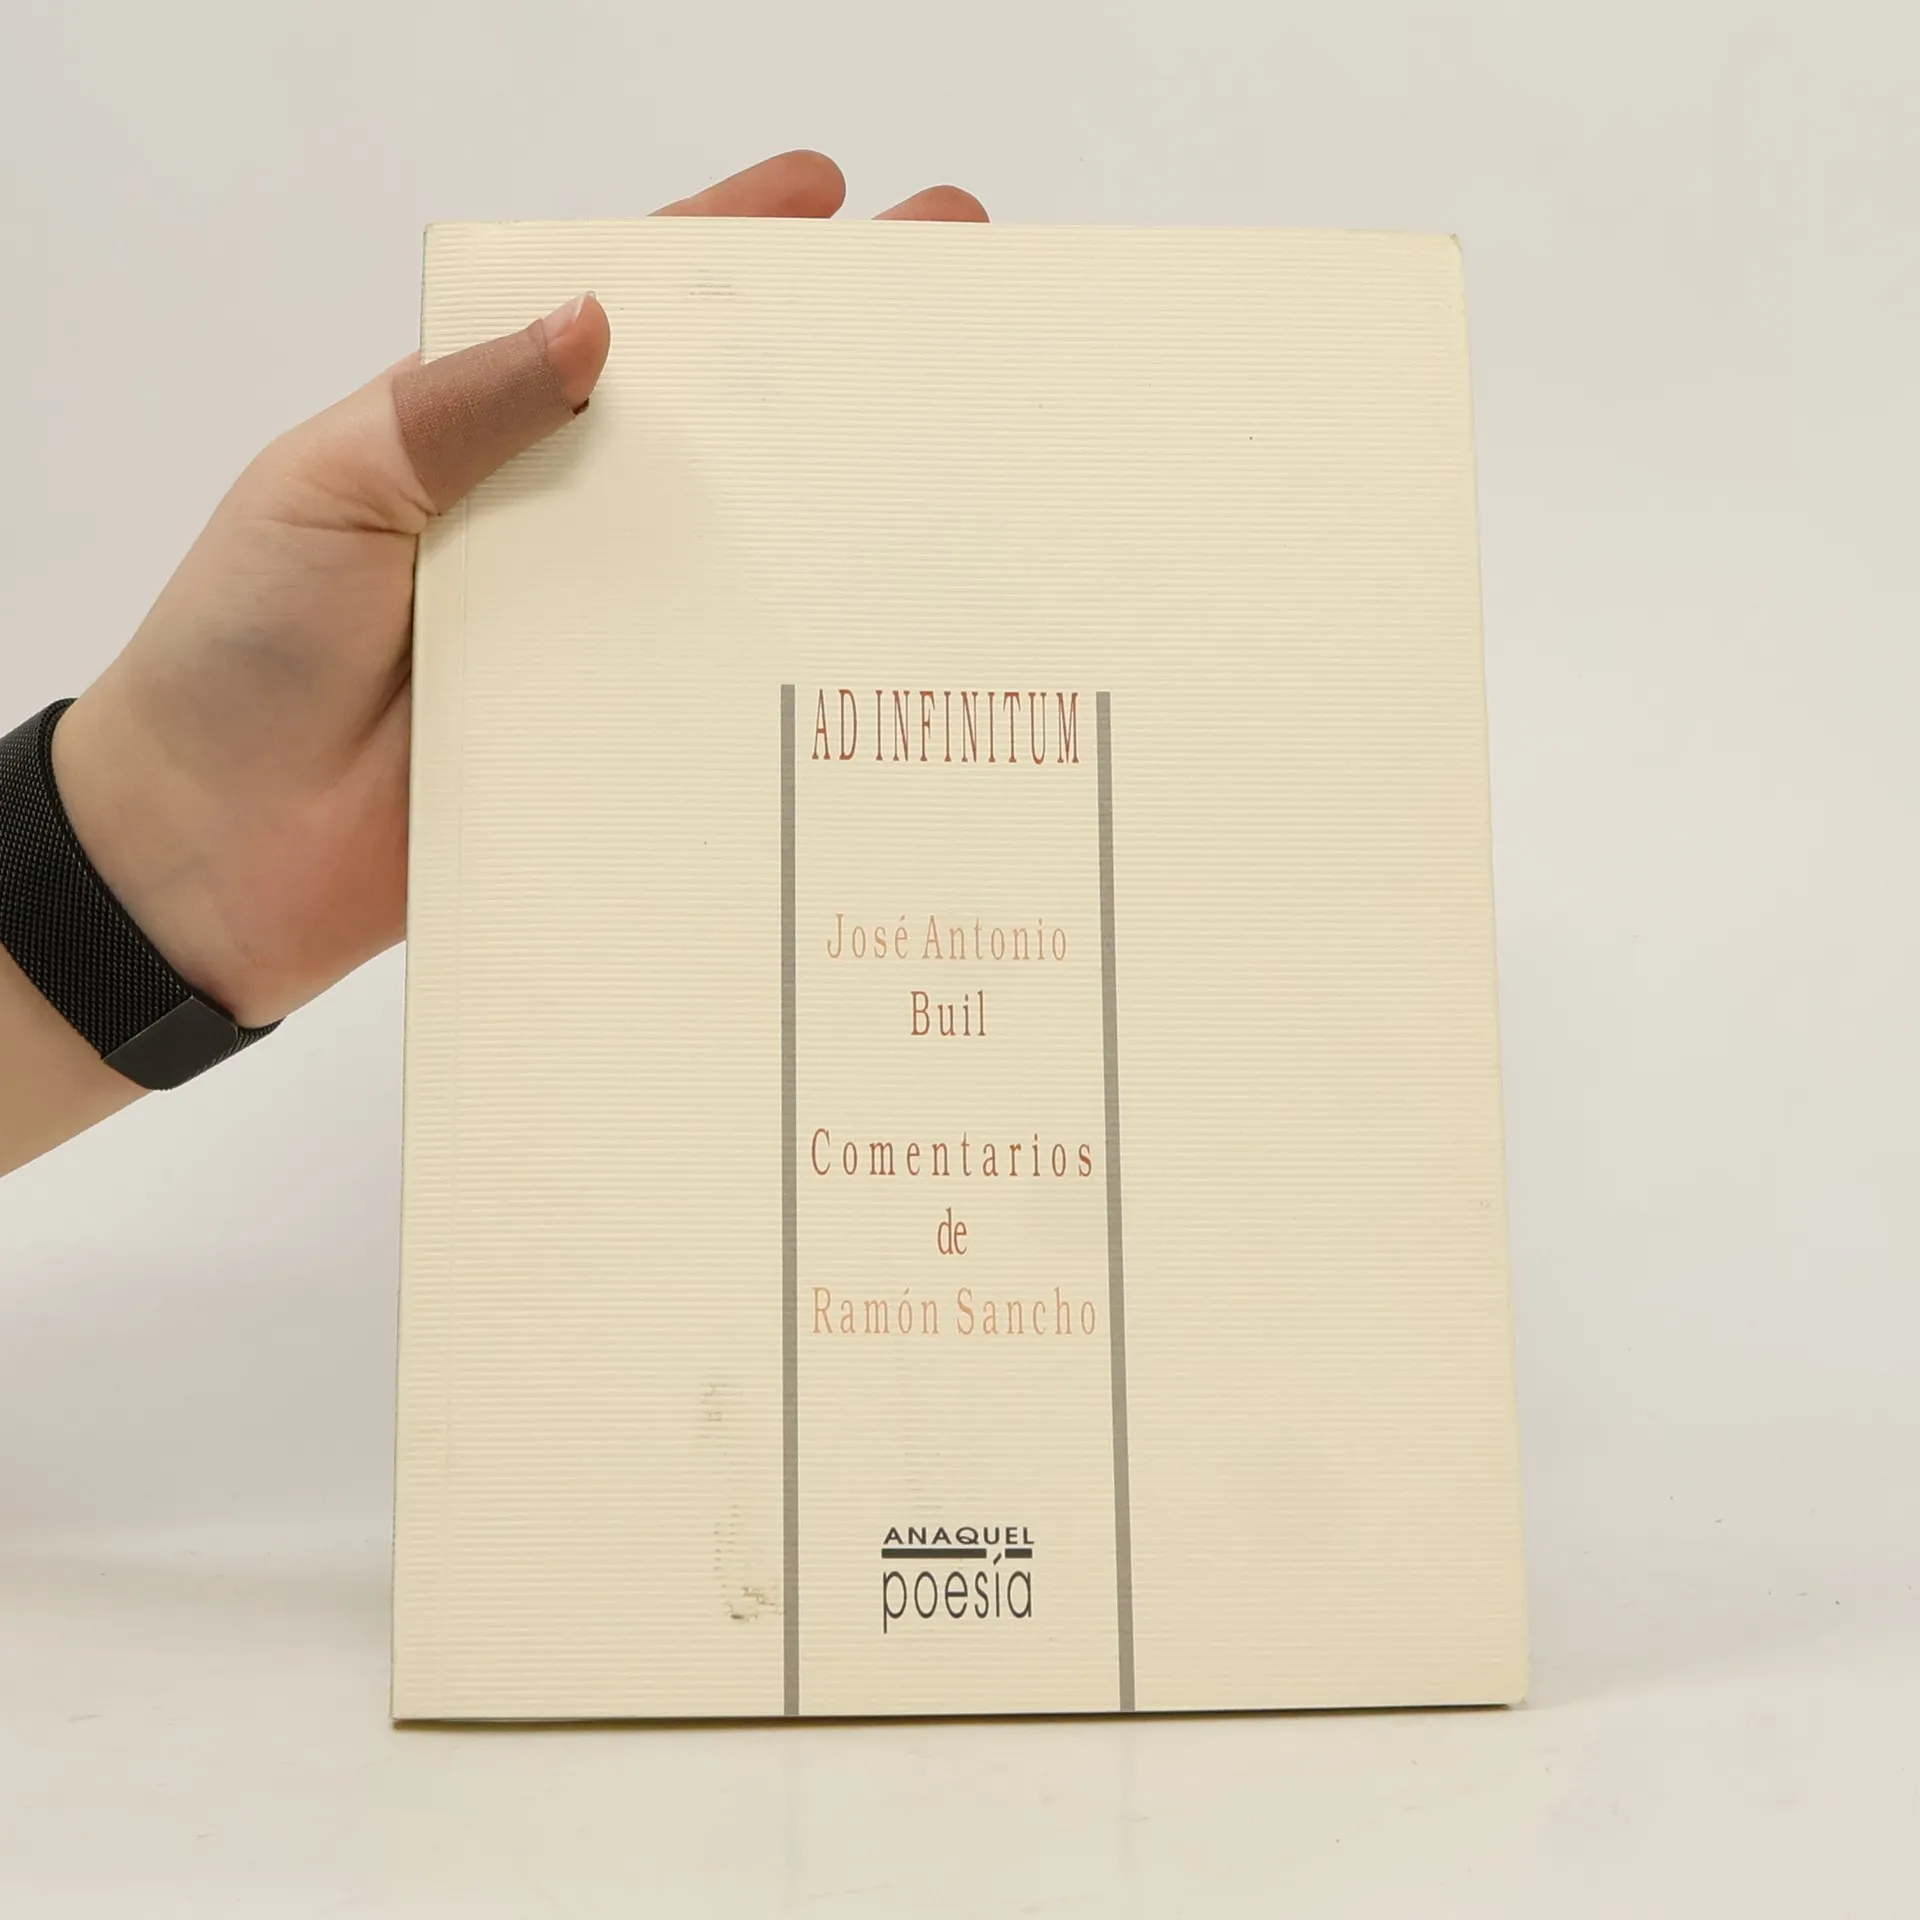 AD INFINITUM
José Antonio
Buil
Comentarios
de
Ramón Sancho
ANAQUEL
poesía